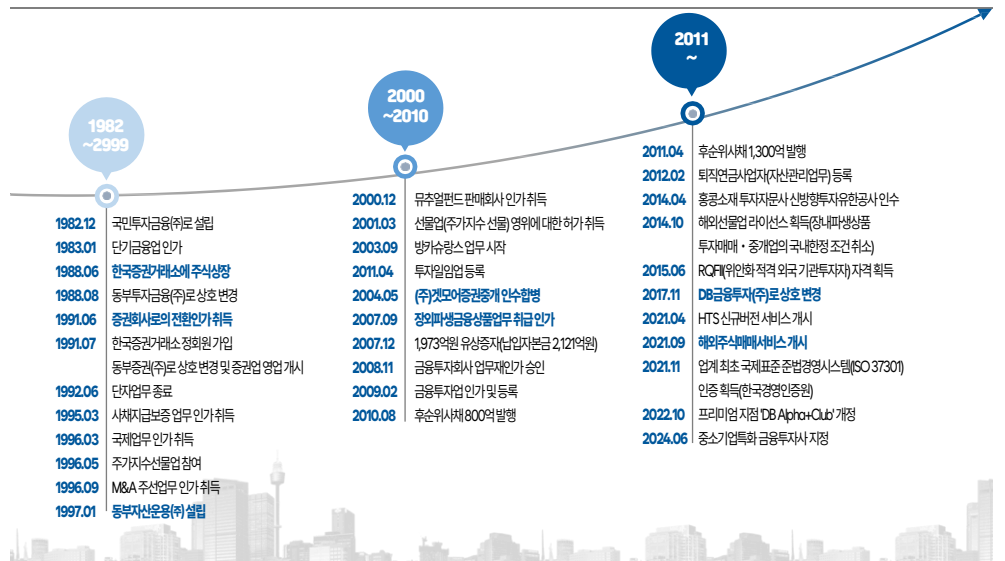 1982
~2999
1982.12 국민투자금융(주)로 설립
1983.01 단기금융업 인가
1988.06 한국증권거래소에 주식상장
1988.08 동부투자금융(주)로 상호 변경
1991.06 증권회사로의 전환인가 취득
1991.07 한국증권거래소 정회원 가입
동부증권(주)로 상호 변경 및 증권업 영업 개시
1992.06 단자업무 종료
1995.03 사채지급보증 업무 인가 취득
1996.03 국제업무 인가 취득
1996.05 주가지수선물업 참여
1996.09 M&A 주선업무 인가 취득
1997.01 동부자산운용(주) 설립
2000
~2010
2000.12 뮤추얼펀드 판매회사 인가 취득
2001.03 선물업(주가지수 선물) 영위에 대한 허가 취득
2003.09 방카슈랑스 업무 시작
2011.04 투자일임업 등록
2004.05 (주)겟모어증권중개 인수합병
2007.09 장외파생금융상품업무 취급 인가
2007.12 1,973억원 유상증자(납입자본금 2,121억원)
2008.11 금융투자회사 업무재인가 승인
2009.02 금융투자업 인가 및 등록
2010.08 후순위사채 800억 발행
2011
~
2011.04 후순위사채 1,300억 발행
2012.02 퇴직연금사업자(자산관리업무) 등록
2014.04 홍콩소재 투자자문사 신방향투자유한공사 인수
2014.10 해외선물업 라이선스 획득(장내파생상품
투자매매・중개업의 국내한정 조건 취소)
2015.06 RQFII(위안화 적격 외국 기관투자자) 자격 획득
2017.11 DB금융투자(주)로 상호 변경
2021.04 HTS 신규버전 서비스 개시
2021.09 해외주식매매서비스 개시
2021.11 업계 최초 국제표준 준법경영시스템(ISO 37301)
인증 획득(한국경영인증원)
2022.10 프리미엄 지점 'DB Alpha+Club' 개정
2024.06 중소기업특화 금융투자사 지정